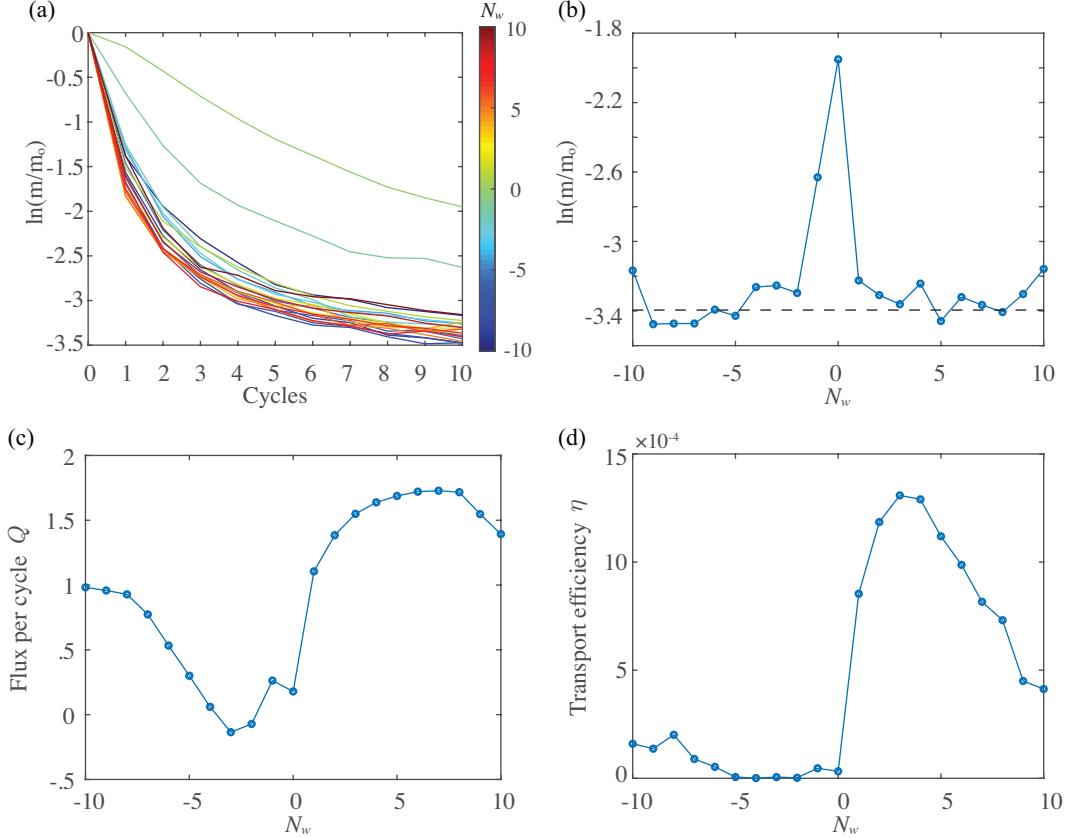 (a)
N_w
0
-0.5
-1
-1.5
-2
-2.5
-3
-3.5
ln(m/m_o)
0 1 2 3 4 5 6 7 8 9 10
Cycles
10
5
0
-5
-10
(b)
-1.8
-2.2
-2.6
-3
-3.4
ln(m/m_o)
-10 -5 0 5 10
N_w
(c)
2
1.5
1
.5
0
-.5
Flux per cycle Q
-10 -5 0 5 10
N_w
(d)
×10⁻⁴
15
10
5
0
Transport efficiency η
-10 -5 0 5 10
N_w